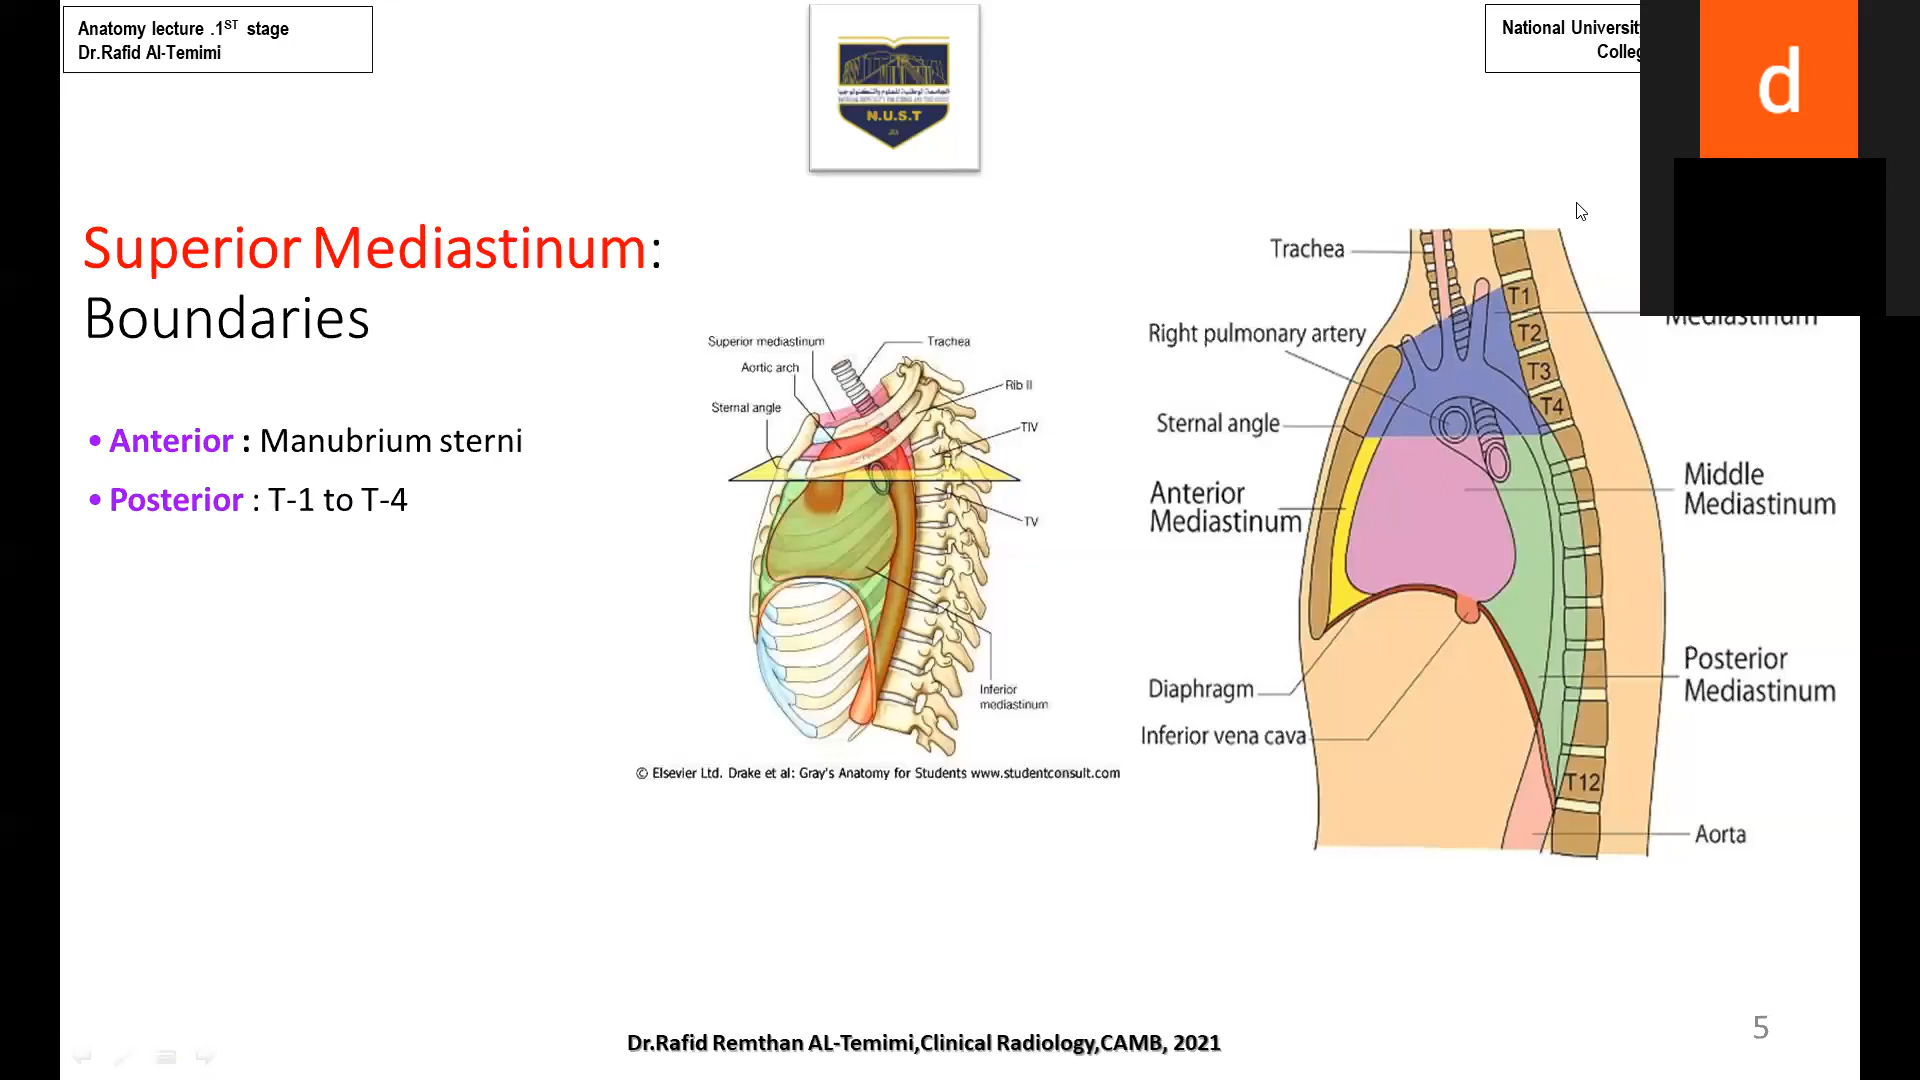 Anatomy lecture .1ST stage
Dr.Rafid Al-Temimi
National University
N.U.S.T
d
Superior Mediastinum:
Boundaries
• Anterior : Manubrium sterni
• Posterior : T-1 to T-4
Superior mediastinum
Trachea
Aortic arch
Rib II
Sternal angle
TIV
TV
Inferior
mediastinum
© Elsevier Ltd. Drake et al: Gray's Anatomy for Students www.studentconsult.com
Trachea
T1
Mediastinum
Right pulmonary artery
T2
T3
T4
Sternal angle
Middle
Mediastinum
Anterior
Mediastinum
Posterior
Mediastinum
Diaphragm
Inferior vena cava
T12
Aorta
Dr.Rafid Remthan AL-Temimi,Clinical Radiology,CAMB, 2021
5